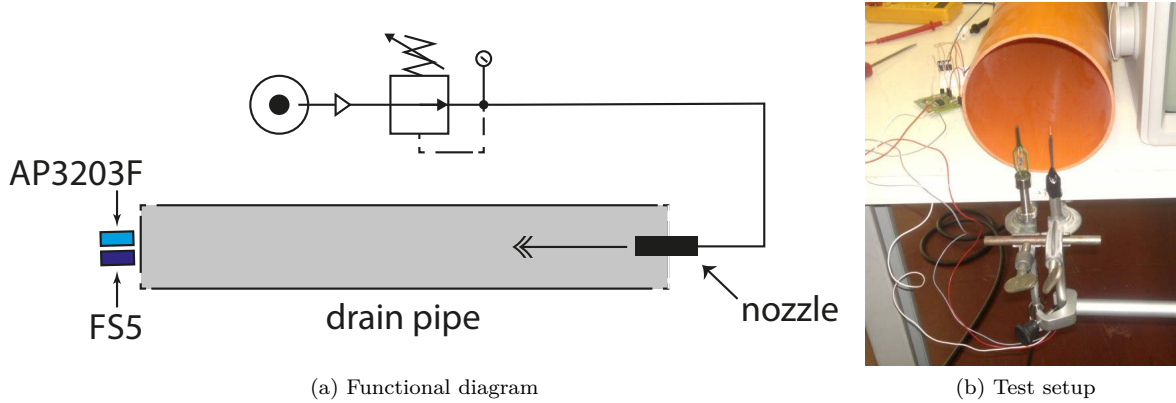 AP3203F
FS5
drain pipe
nozzle
(a) Functional diagram
(b) Test setup